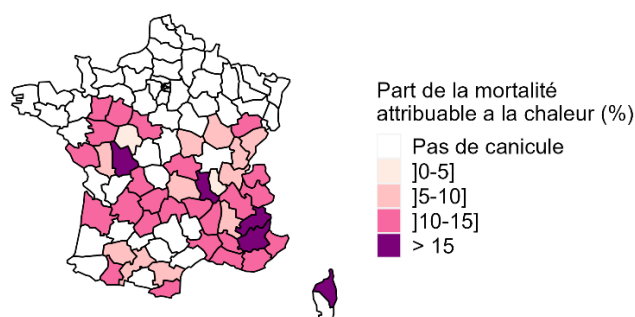 Part de la mortalité
attribuable a la chaleur (%)
Pas de canicule
]0-5]
]5-10]
]10-15]
> 15